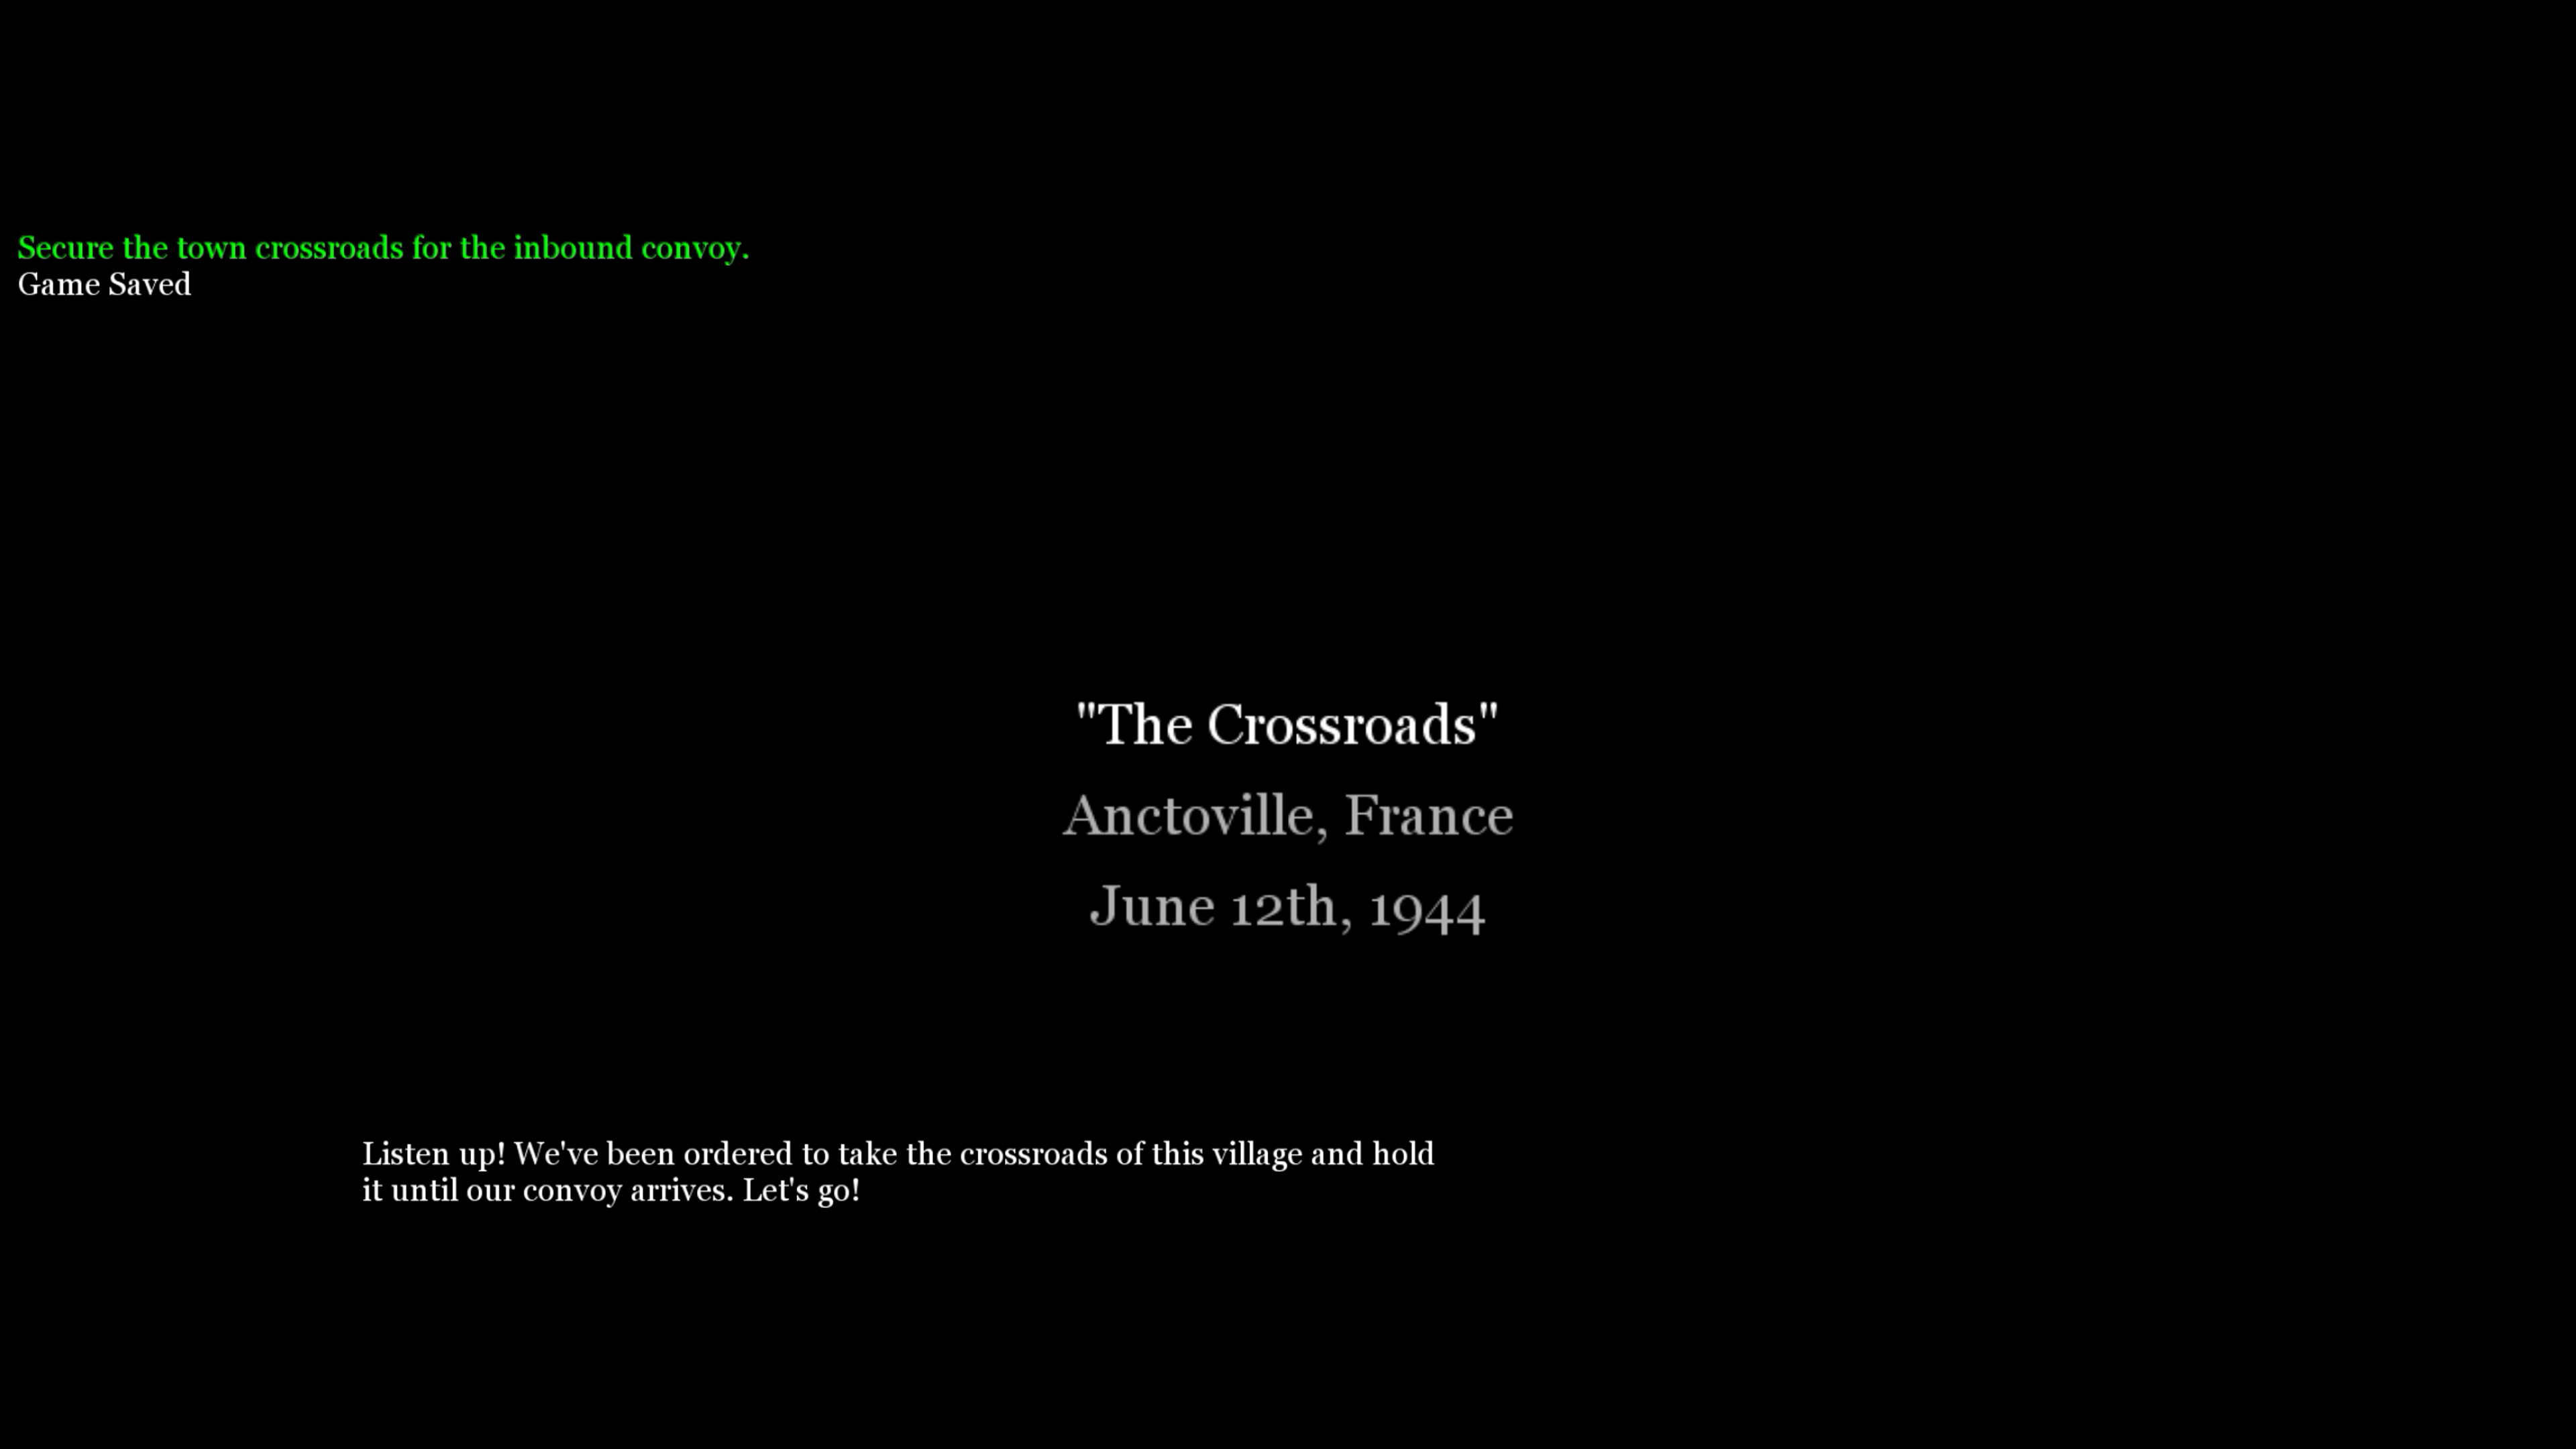 Secure the town crossroads for the inbound convoy.
Game Saved
"The Crossroads"
Anctoville, France
June 12th, 1944
Listen up! We've been ordered to take the crossroads of this village and hold
it until our convoy arrives. Let's go!